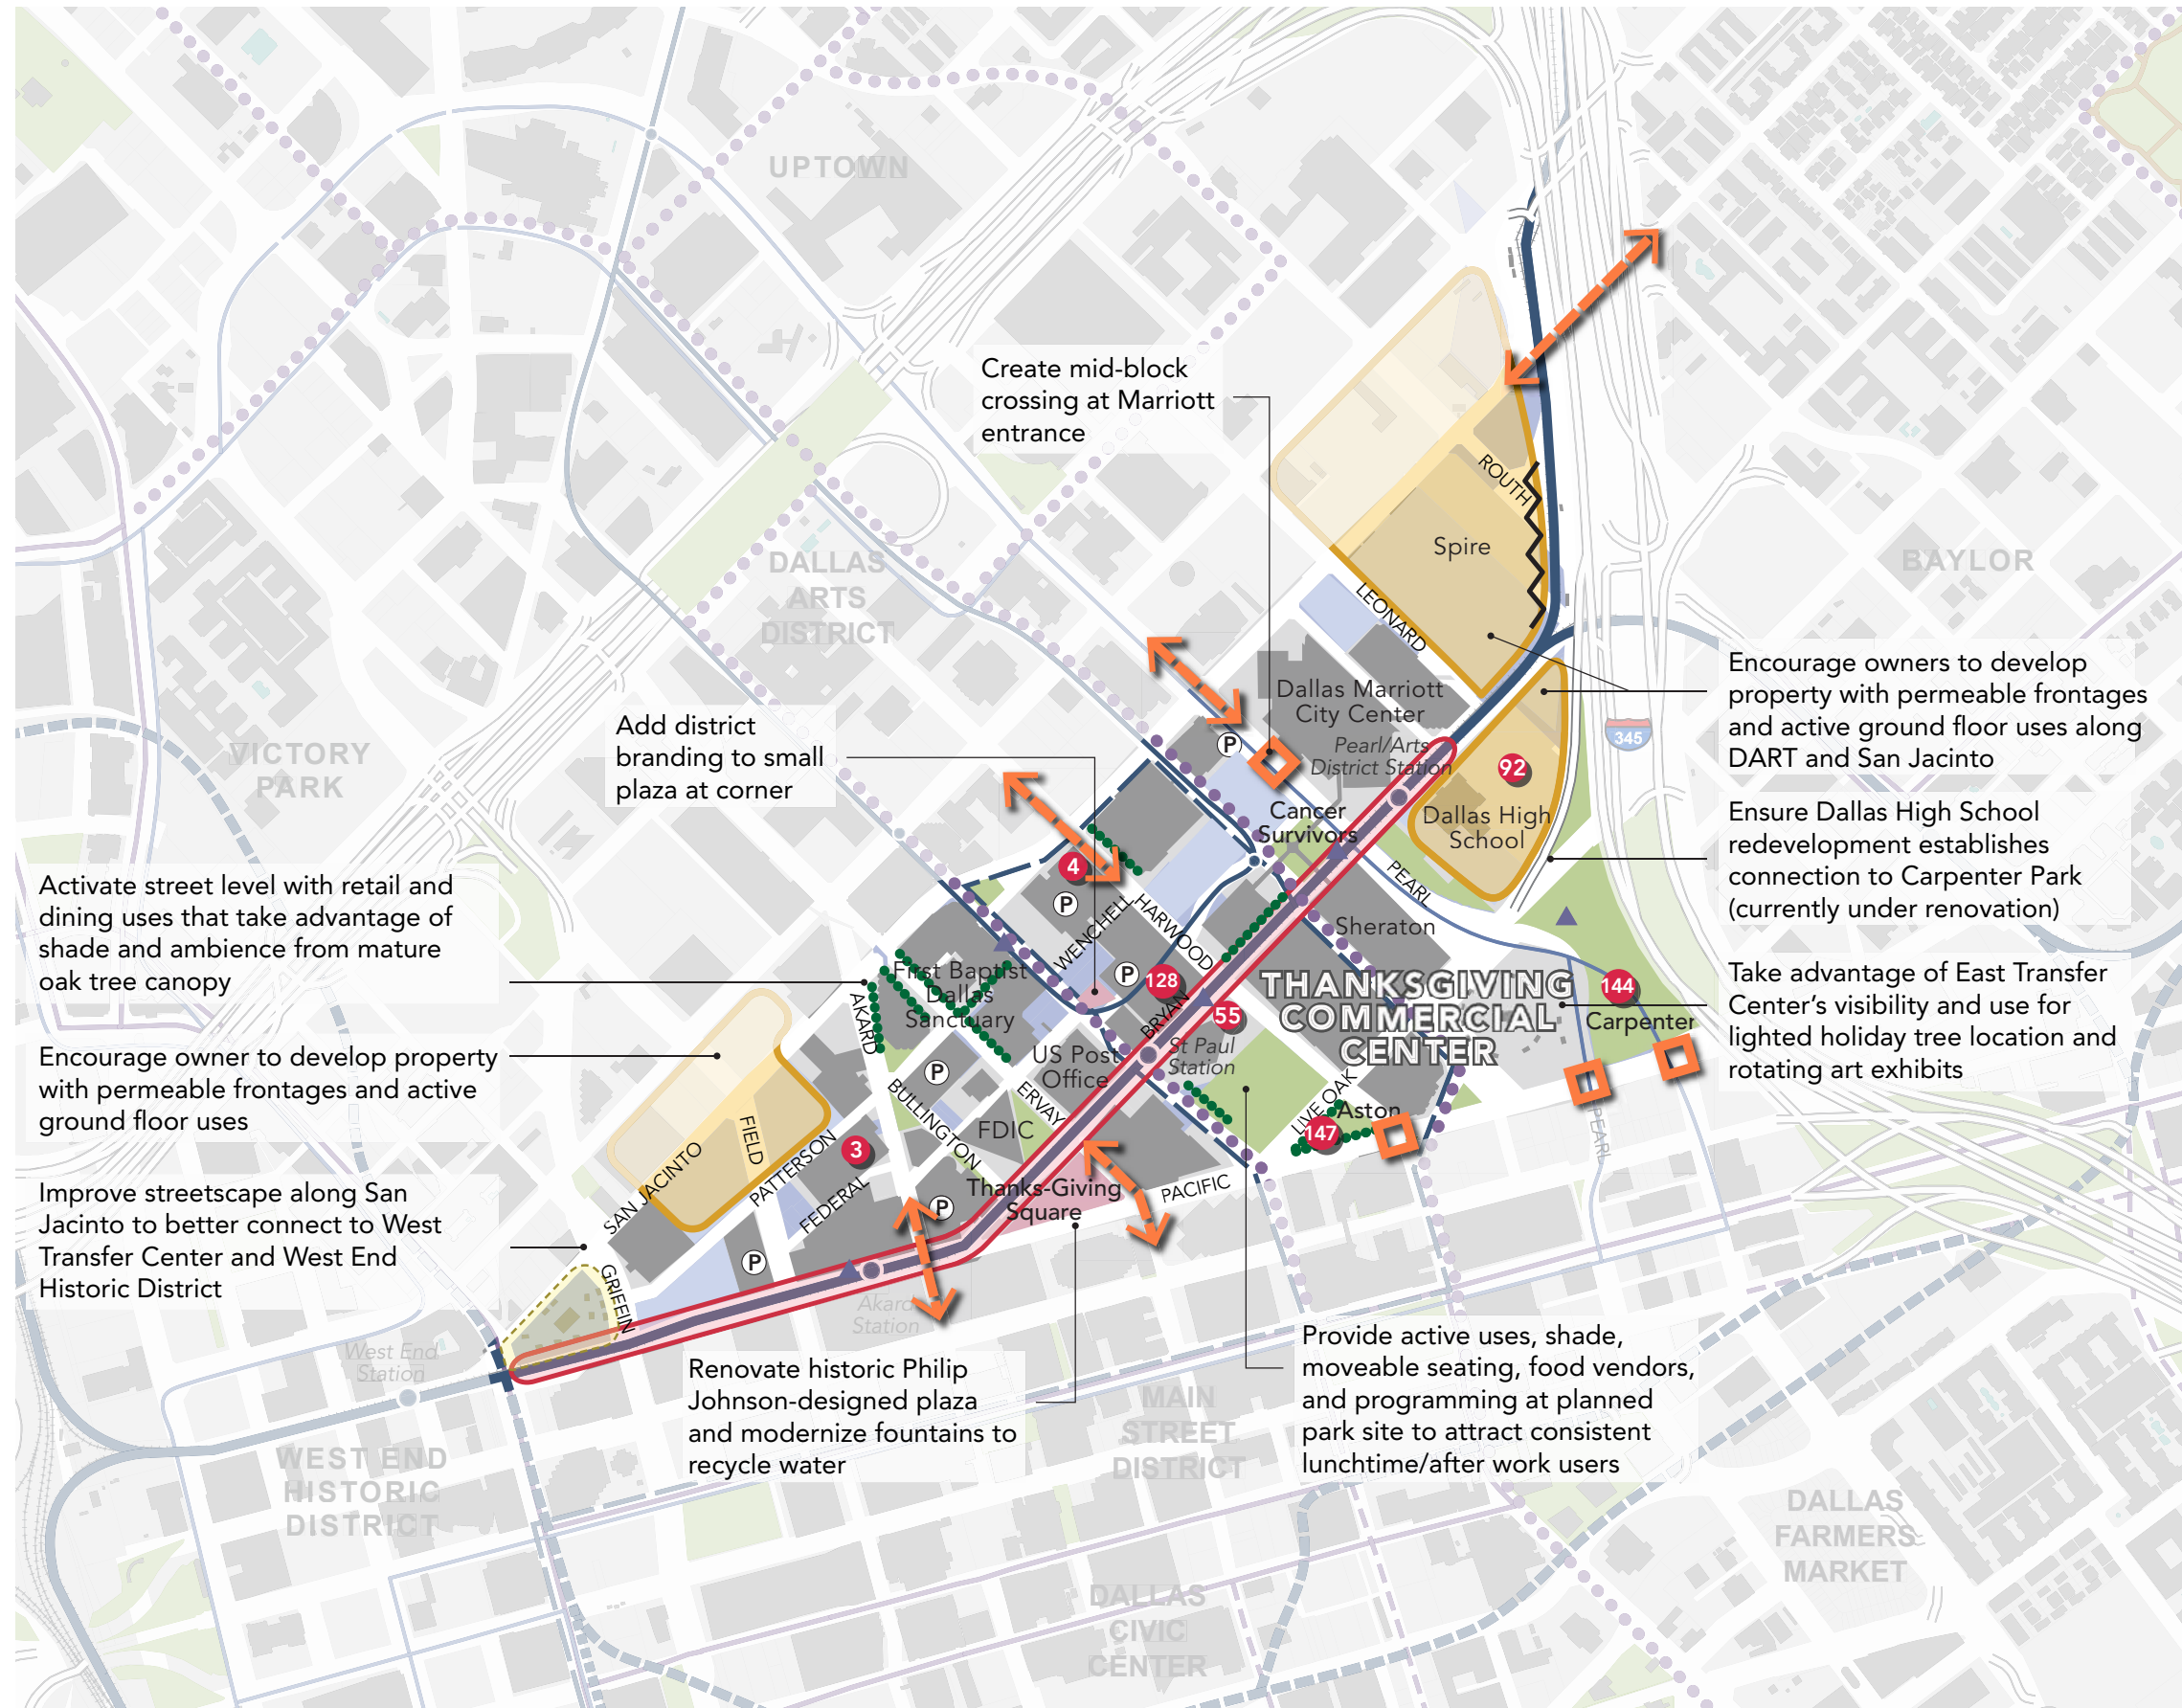 UPTOWN
Create mid-block
crossing at Marriott
entrance
ROUTH
Spire
BAYLOR
DALLAS
ARTS
DISTRICT
LEONARD
Encourage owners to develop
property with permeable frontages
and active ground floor uses along
DART and San Jacinto
Dallas Marriott
City Center
Add district
branding to small
plaza at corner
345
VICTORY
PARK
P
Pearl/Arts
District Station
92
Ensure Dallas High School
redevelopment establishes
connection to Carpenter Park
(currently under renovation)
Cancer
Survivors
Dallas High
School
4
P
PEARL
Activate street level with retail and
dining uses that take advantage of
shade and ambience from mature
oak tree canopy
WENCHELL
HARWOOD
Sheraton
First Baptist
Dallas
Sanctuary
P
128
THANKSGIVING
COMMERCIAL
CENTER
144
Carpenter
Take advantage of East Transfer
Center's visibility and use for
lighted holiday tree location and
rotating art exhibits
AKARD
BRYAN
55
St Paul
Station
Encourage owner to develop property
with permeable frontages and active
ground floor uses
US Post
Office
P
BULLINGTON
ERVAY
LIVE OAK
Aston
147
PEARL
FDIC
FIELD
PATTERSON
3
SAN JACINTO
FEDERAL
P
Thanks-Giving
Square
PACIFIC
Improve streetscape along San
Jacinto to better connect to West
Transfer Center and West End
Historic District
P
GRIFFIN
Akard
Station
West End
Station
Renovate historic Philip
Johnson-designed plaza
and modernize fountains to
recycle water
Provide active uses, shade,
moveable seating, food vendors,
and programming at planned
park site to attract consistent
lunchtime/after work users
MAIN
STREET
DISTRICT
WEST END
HISTORIC
DISTRICT
DALLAS
FARMERS
MARKET
DALLAS
CIVIC
CENTER